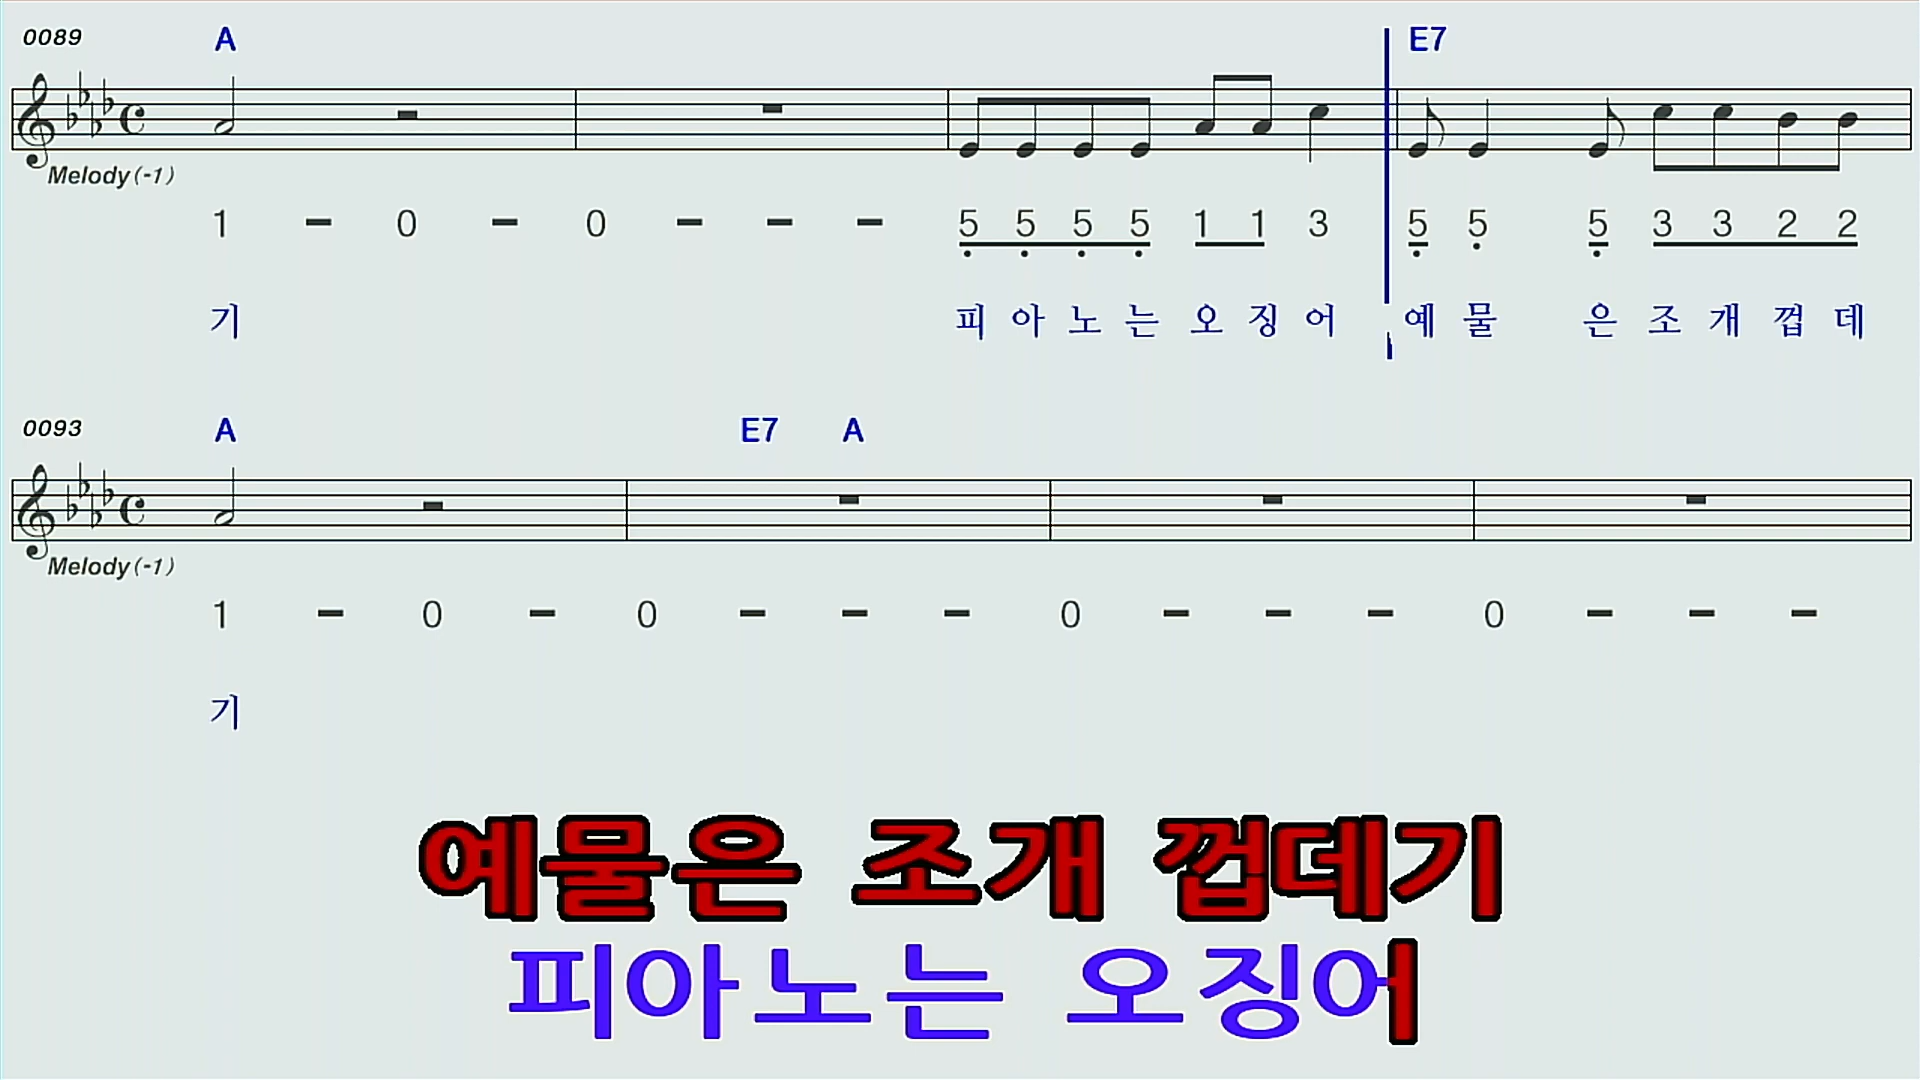 0089 A E7
Melody(-1)
1 - 0 - 0 - - - 5 5 5 5 1 1 3 5 5 5 3 3 2 2
기 피 아 노 는 오 징 어 예 물 은 조 개 껍 데
0093 A E7 A
Melody(-1)
1 - 0 - 0 - - - 0 - - - 0 - - -
기
예물은 조개 껍데기
피아노는 오징어